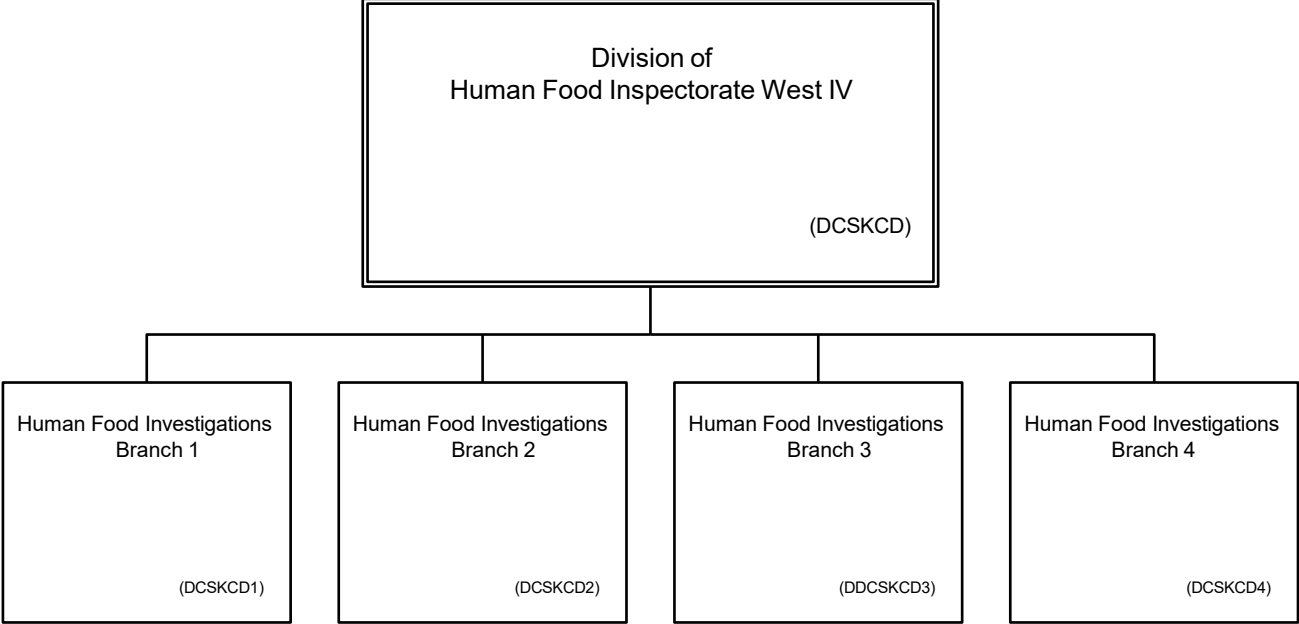 Division of
Human Food Inspectorate West IV
(DCSKCD)
Human Food Investigations
Branch 1
(DCSKCD1)
Human Food Investigations
Branch 2
(DCSKCD2)
Human Food Investigations
Branch 3
(DDCSKCD3)
Human Food Investigations
Branch 4
(DCSKCD4)